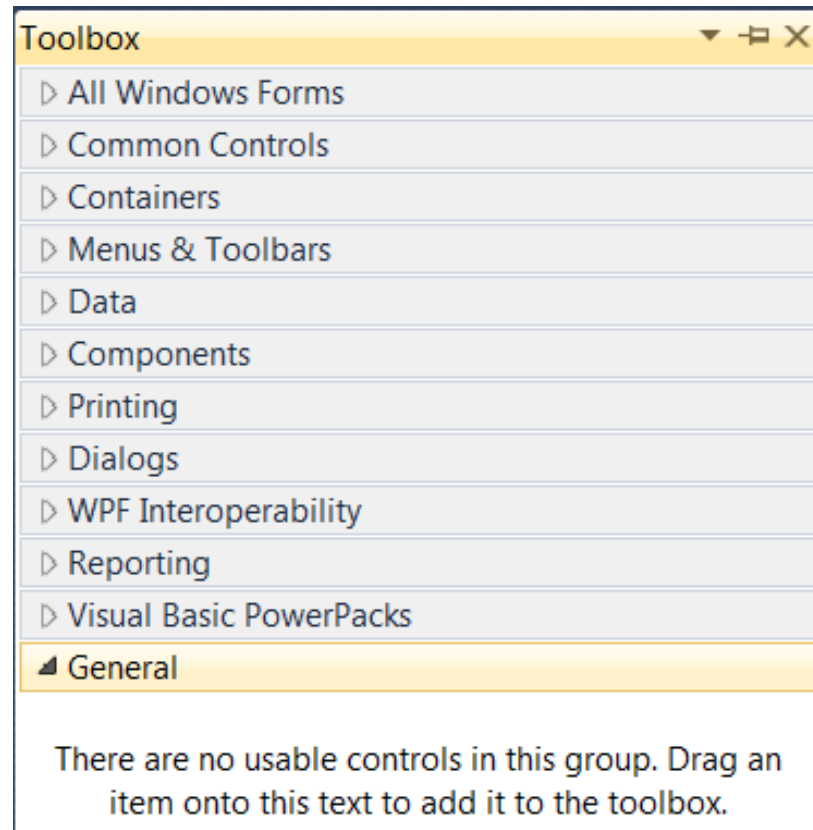 Toolbox
All Windows Forms
Common Controls
Containers
Menus & Toolbars
Data
Components
Printing
Dialogs
WPF Interoperability
Reporting
Visual Basic PowerPacks
General
There are no usable controls in this group. Drag an
item onto this text to add it to the toolbox.